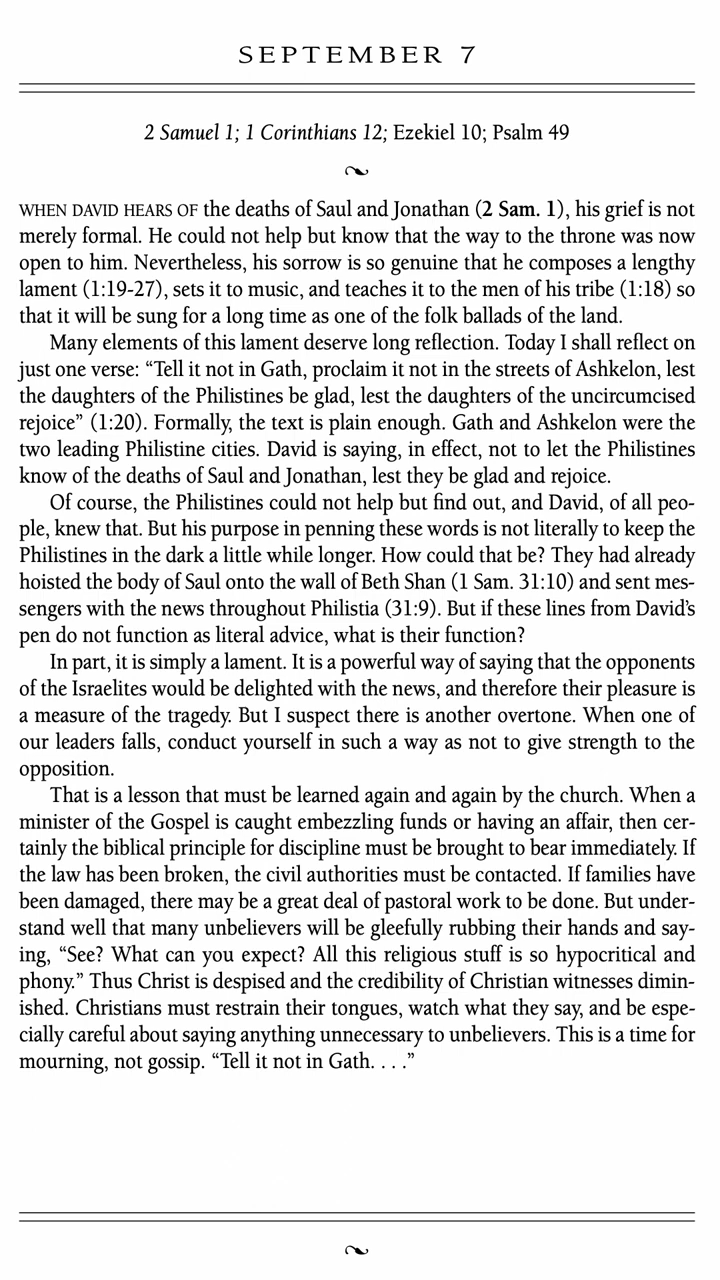 SEPTEMBER 7
2 Samuel 1; 1 Corinthians 12; Ezekiel 10; Psalm 49
WHEN DAVID HEARS OF the deaths of Saul and Jonathan (2 Sam. 1), his grief is not
merely formal. He could not help but know that the way to the throne was now
open to him. Nevertheless, his sorrow is so genuine that he composes a lengthy
lament (1:19-27), sets it to music, and teaches it to the men of his tribe (1:18) so
that it will be sung for a long time as one of the folk ballads of the land.
Many elements of this lament deserve long reflection. Today I shall reflect on
just one verse: “Tell it not in Gath, proclaim it not in the streets of Ashkelon, lest
the daughters of the Philistines be glad, lest the daughters of the uncircumcised
rejoice” (1:20). Formally, the text is plain enough. Gath and Ashkelon were the
two leading Philistine cities. David is saying, in effect, not to let the Philistines
know of the deaths of Saul and Jonathan, lest they be glad and rejoice.
Of course, the Philistines could not help but find out, and David, of all peo-
ple, knew that. But his purpose in penning these words is not literally to keep the
Philistines in the dark a little while longer. How could that be? They had already
hoisted the body of Saul onto the wall of Beth Shan (1 Sam. 31:10) and sent mes-
sengers with the news throughout Philistia (31:9). But if these lines from David’s
pen do not function as literal advice, what is their function?
In part, it is simply a lament. It is a powerful way of saying that the opponents
of the Israelites would be delighted with the news, and therefore their pleasure is
a measure of the tragedy. But I suspect there is another overtone. When one of
our leaders falls, conduct yourself in such a way as not to give strength to the
opposition.
That is a lesson that must be learned again and again by the church. When a
minister of the Gospel is caught embezzling funds or having an affair, then cer-
tainly the biblical principle for discipline must be brought to bear immediately. If
the law has been broken, the civil authorities must be contacted. If families have
been damaged, there may be a great deal of pastoral work to be done. But under-
stand well that many unbelievers will be gleefully rubbing their hands and say-
ing, “See? What can you expect? All this religious stuff is so hypocritical and
phony.” Thus Christ is despised and the credibility of Christian witnesses dimin-
ished. Christians must restrain their tongues, watch what they say, and be espe-
cially careful about saying anything unnecessary to unbelievers. This is a time for
mourning, not gossip. “Tell it not in Gath. . . .”